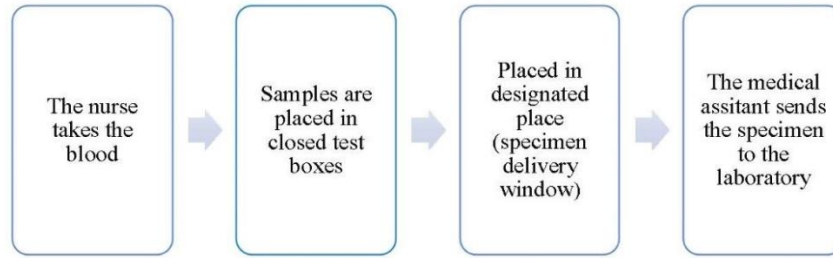 The nurse
takes the
blood
Samples are
placed in
closed test
boxes
Placed in
designated
place
(specimen
delivery
window)
The medical
assitant sends
the specimen
to the
laboratory